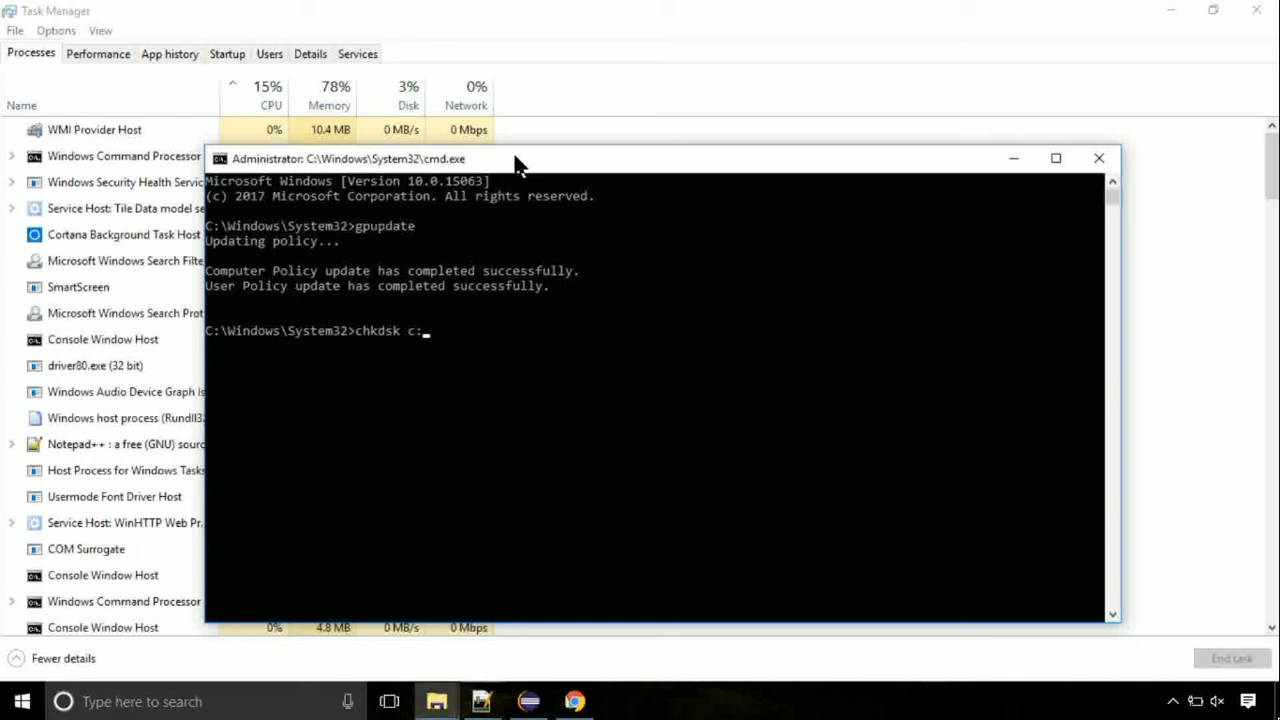 Task Manager
File Options View
Processes Performance App history Startup Users Details Services
15% 78% 3% 0%
Name CPU Memory Disk Network
WMI Provider Host 0% 10.4 MB 0 MB/s 0 Mbps
Windows Command Processor
Windows Security Health Servic
Service Host: Tile Data model se
Cortana Background Task Host
Microsoft Windows Search Filte
SmartScreen
Microsoft Windows Search Prot
Console Window Host
driver80.exe (32 bit)
Windows Audio Device Graph Is
Windows host process (Rundll32
Notepad++ : a free (GNU) sourc
Host Process for Windows Tasks
Usermode Font Driver Host
Service Host: WinHTTP Web Pr.
COM Surrogate
Console Window Host
Windows Command Processor
Console Window Host 0% 4.8 MB 0 MB/s 0 Mbps
Administrator: C:\Windows\System32\cmd.exe
Microsoft Windows [Version 10.0.15063]
(c) 2017 Microsoft Corporation. All rights reserved.
C:\Windows\System32>gpupdate
Updating policy...
Computer Policy update has completed successfully.
User Policy update has completed successfully.
C:\Windows\System32>chkdsk c:
Fewer details
End task
Type here to search